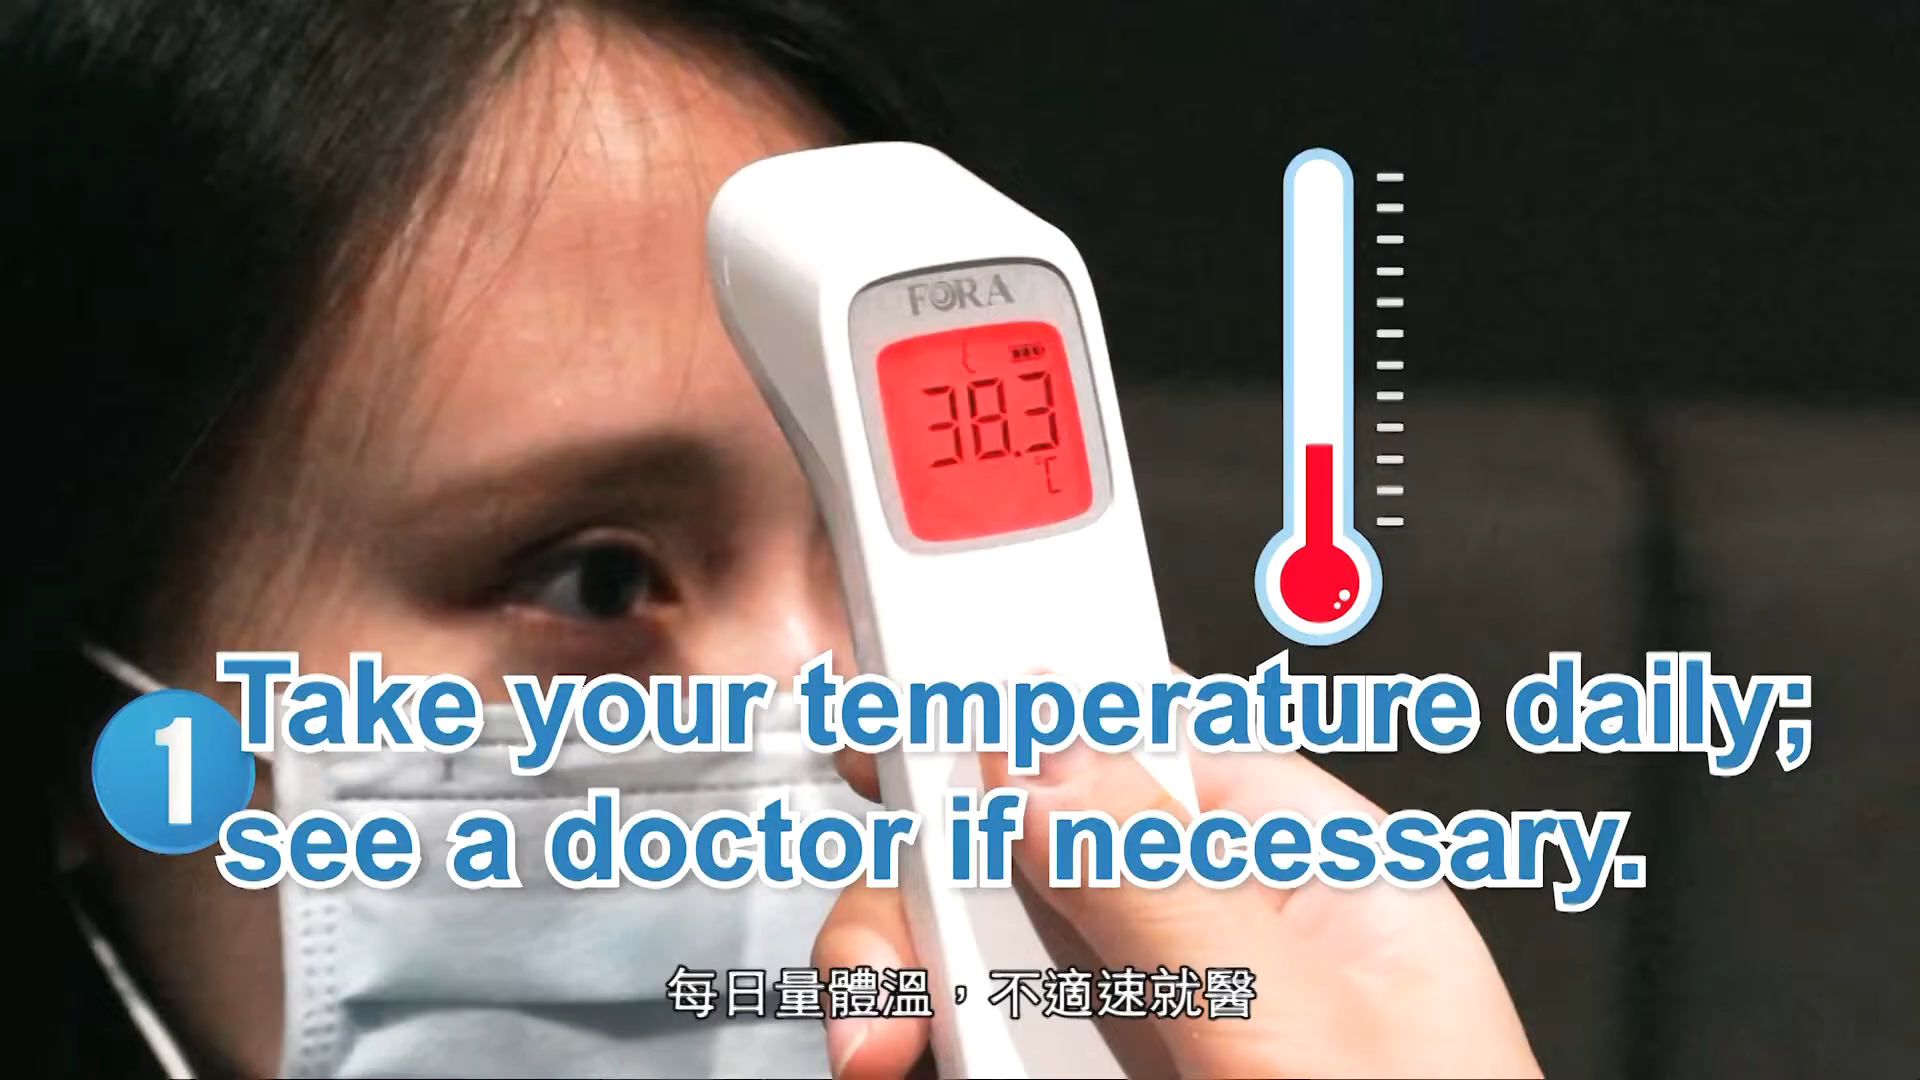 FORA
38.3
℃
1
Take your temperature daily;
see a doctor if necessary.
每日量體溫，不適速就醫